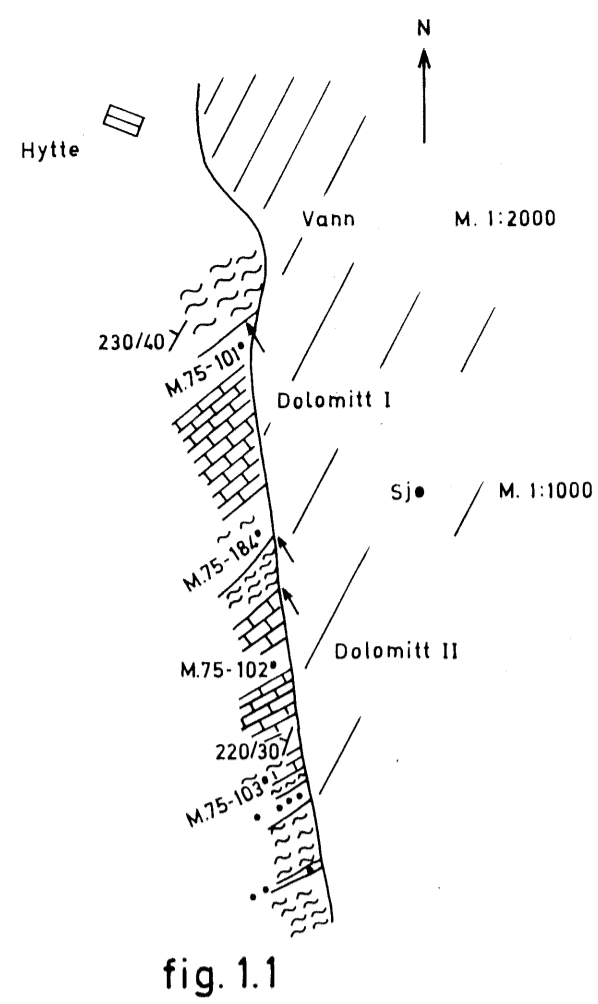 N
Hytte
Vann
M. 1:2000
230/40
M.75-101
Dolomitt I
Sjø
M. 1:1000
M.75-184
Dolomitt II
M.75-102
220/30
M.75-103
fig. 1.1